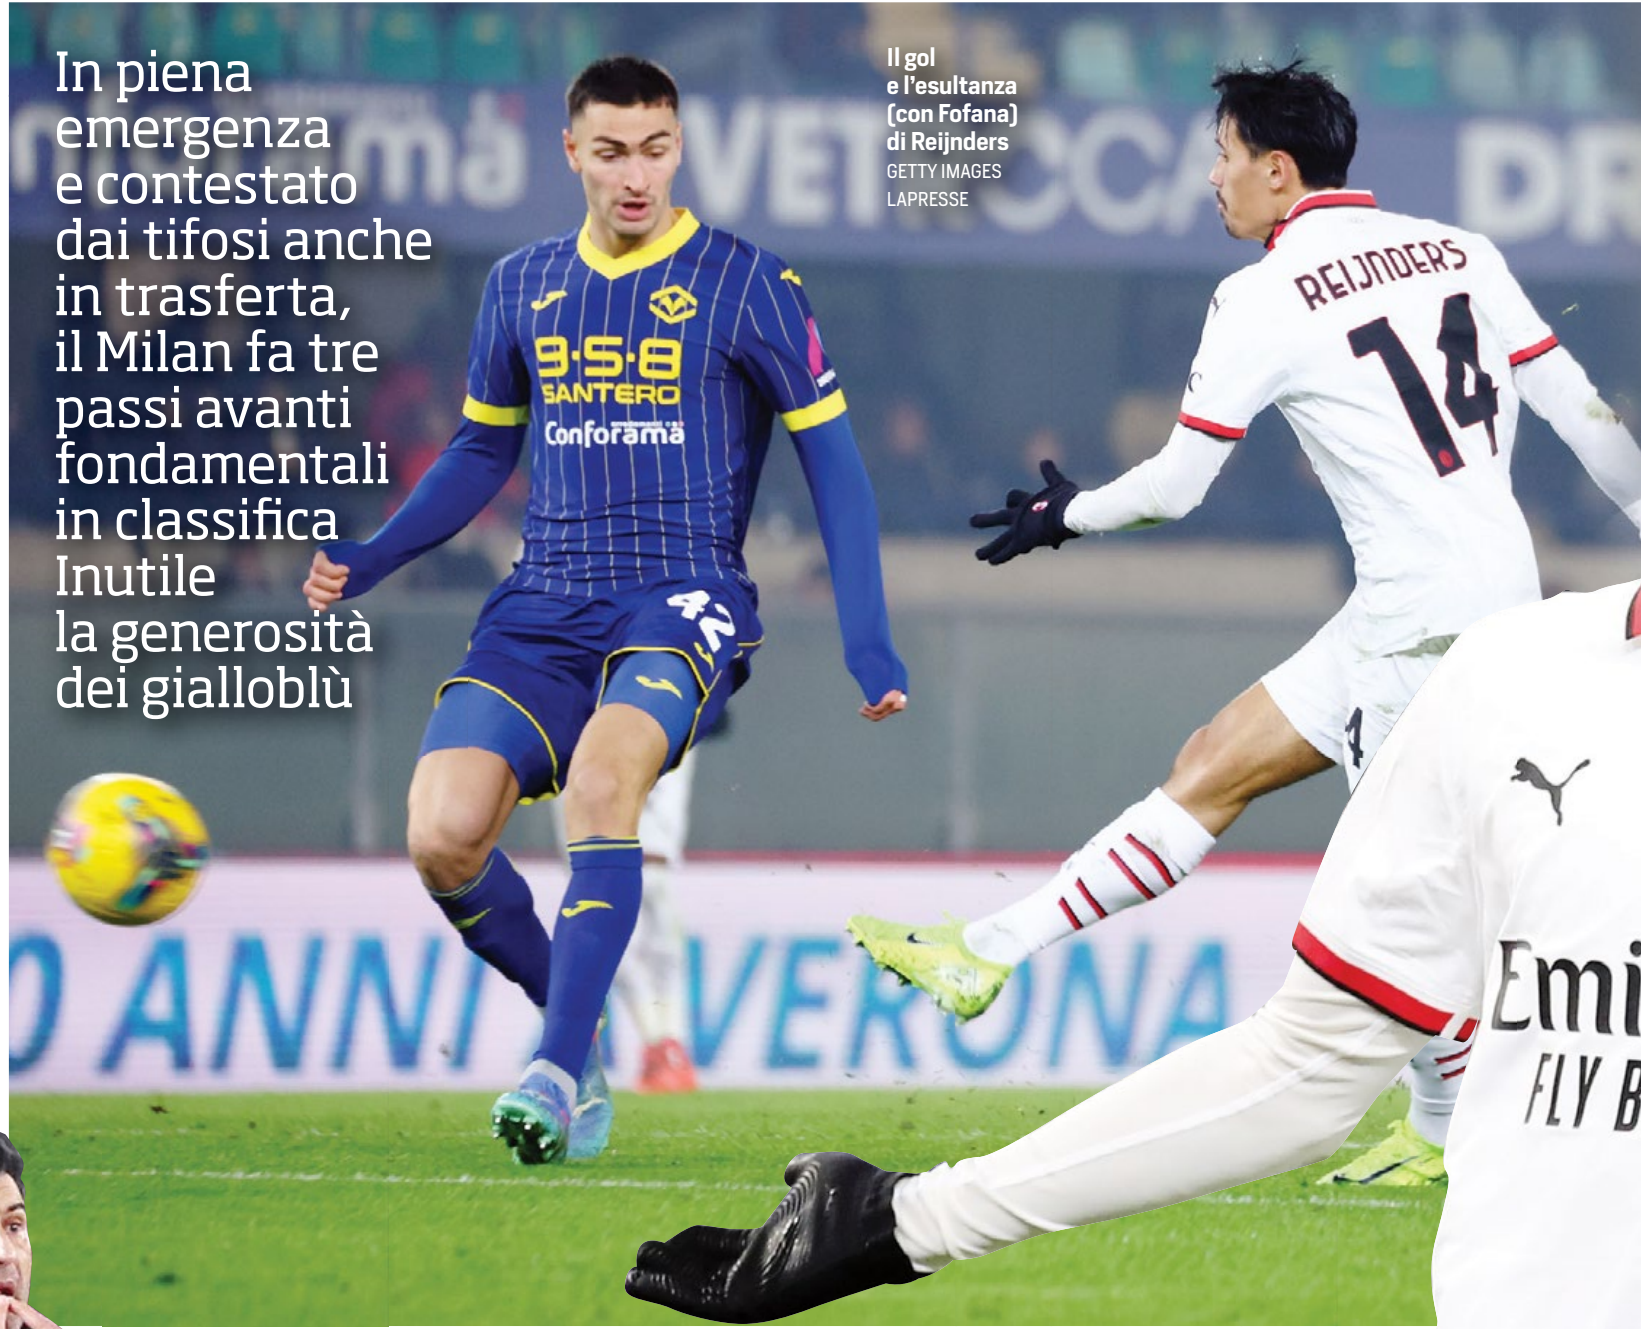 In piena
emergenza
e contestato
dai tifosi anche
in trasferta,
il Milan fa tre
passi avanti
fondamentali
in classifica
Inutile
la generosità
dei gialloblù
Il gol
e l'esultanza
(con Fofana)
di Reijnders
GETTY IMAGES
LAPRESSE
REIJNDERS
14
9·5·8
SANTERO
Conforama
42
4
0 ANNI A VERONA
Emi
FLY B